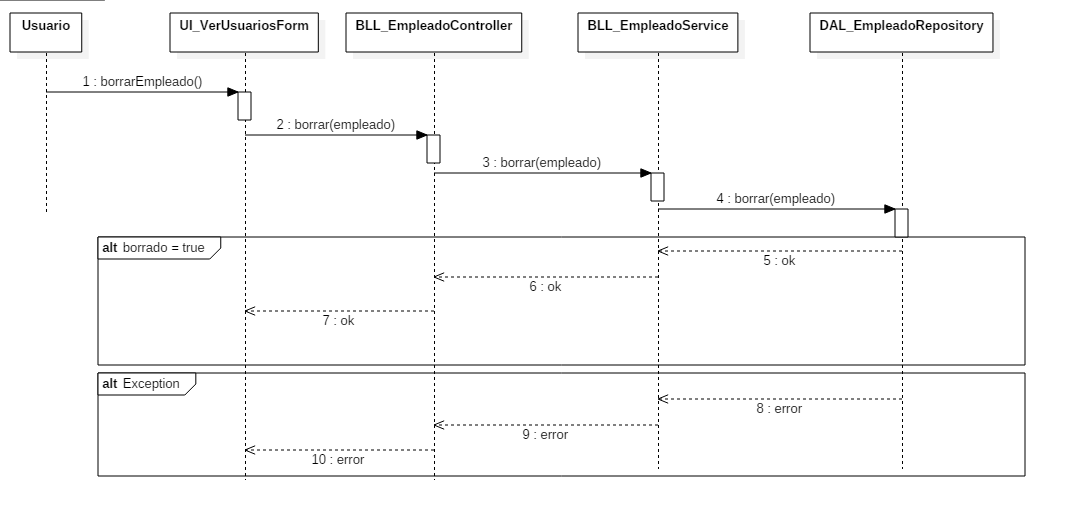 Usuario
UI_VerUsuariosForm
BLL_EmpleadoController
BLL_EmpleadoService
DAL_EmpleadoRepository
1 : borrarEmpleado()
2 : borrar(empleado)
3 : borrar(empleado)
4 : borrar(empleado)
alt borrado = true
5 : ok
6 : ok
7 : ok
alt Exception
8 : error
9 : error
10 : error